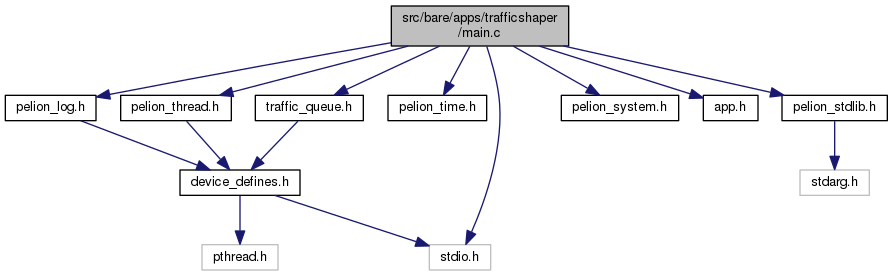 src/bare/apps/trafficshaper
/main.c
pelion_log.h
pelion_thread.h
traffic_queue.h
pelion_time.h
pelion_system.h
app.h
pelion_stdlib.h
device_defines.h
stdarg.h
pthread.h
stdio.h